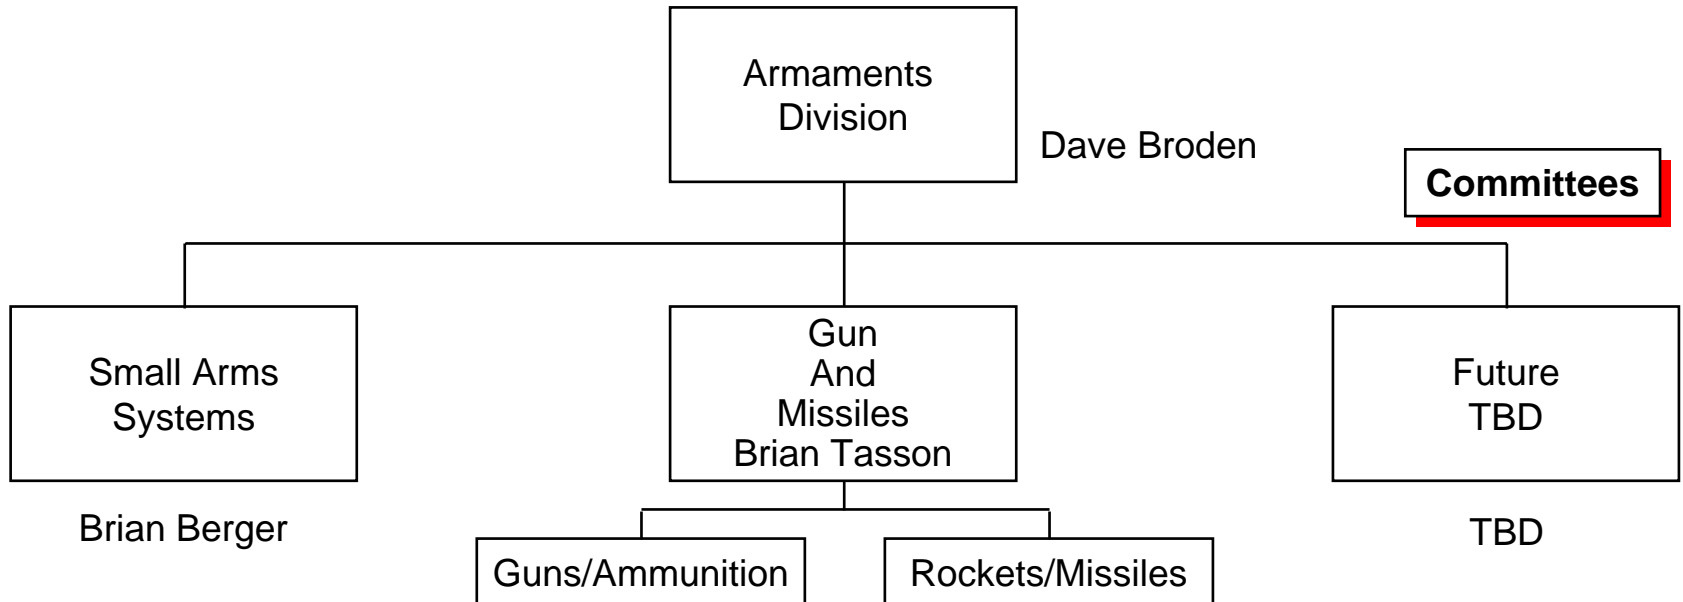 Armaments
Division
Dave Broden
Committees
Small Arms
Systems
Gun
And
Missiles
Brian Tasson
Future
TBD
Brian Berger
TBD
Guns/Ammunition
Rockets/Missiles